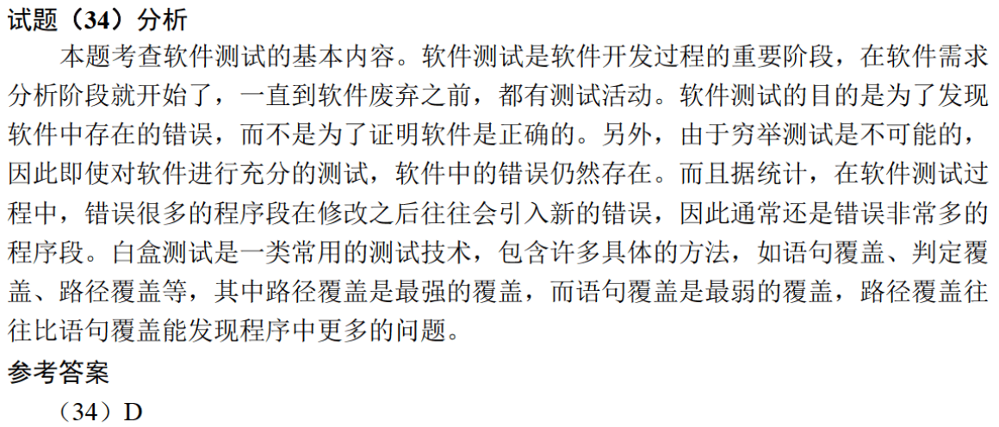 试题（34）分析
本题考查软件测试的基本内容。软件测试是软件开发过程的重要阶段，在软件需求
分析阶段就开始了，一直到软件废弃之前，都有测试活动。软件测试的目的是为了发现
软件中存在的错误，而不是为了证明软件是正确的。另外，由于穷举测试是不可能的，
因此即使对软件进行充分的测试，软件中的错误仍然存在。而且据统计，在软件测试过
程中，错误很多的程序段在修改之后往往会引入新的错误，因此通常还是错误非常多的
程序段。白盒测试是一类常用的测试技术，包含许多具体的方法，如语句覆盖、判定覆
盖、路径覆盖等，其中路径覆盖是最强的覆盖，而语句覆盖是最弱的覆盖，路径覆盖往
往比语句覆盖能发现程序中更多的问题。
参考答案
（34）D